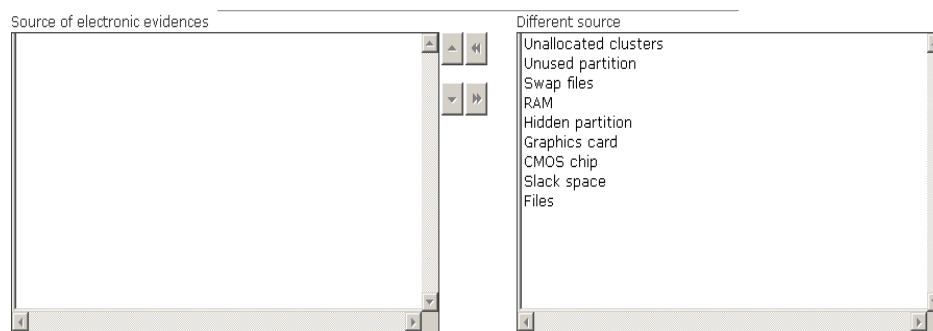 Source of electronic evidences
Different source
Unallocated clusters
Unused partition
Swap files
RAM
Hidden partition
Graphics card
CMOS chip
Slack space
Files